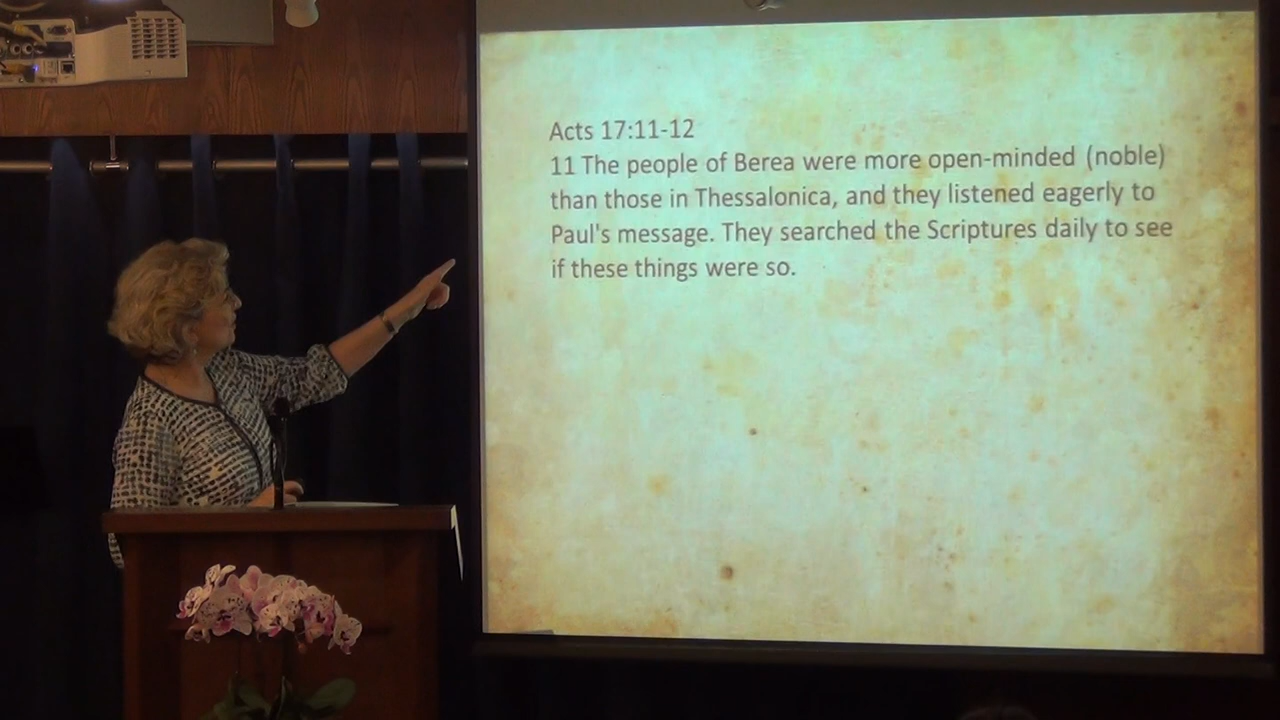 Acts 17:11-12
11 The people of Berea were more open-minded (noble)
than those in Thessalonica, and they listened eagerly to
Paul's message. They searched the Scriptures daily to see
if these things were so.